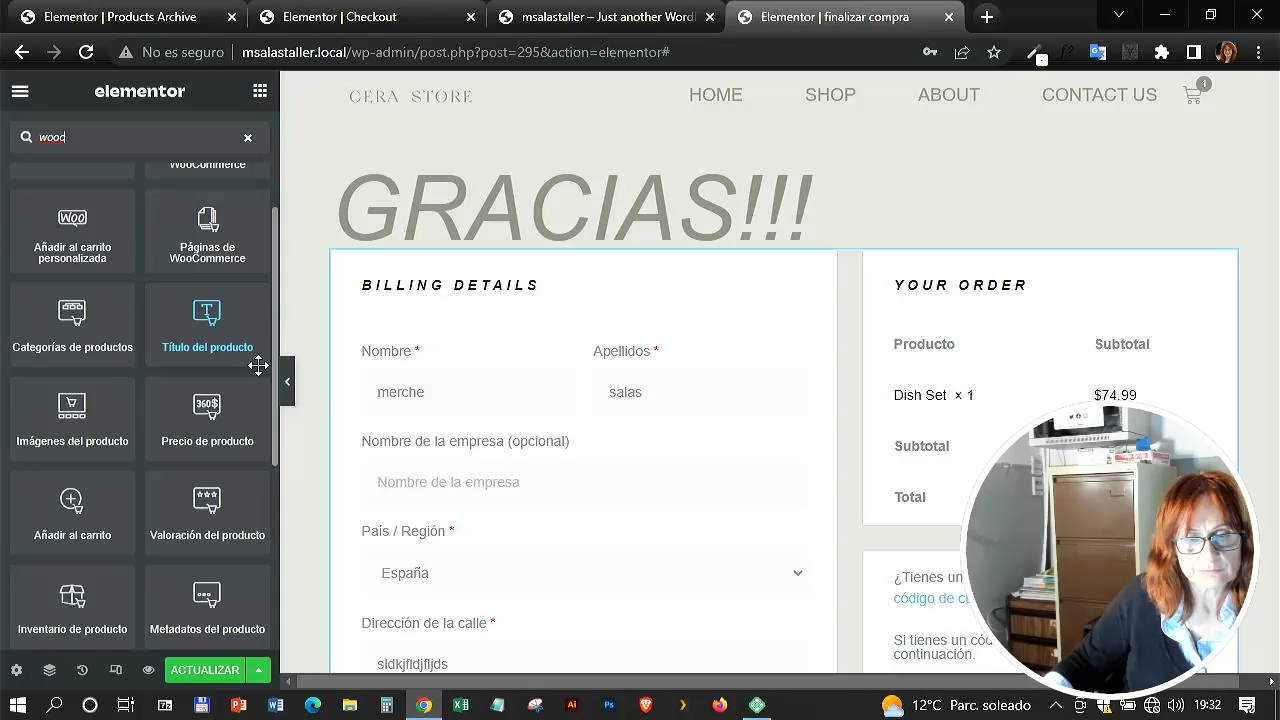 Elementor | Products Archive
Elementor | Checkout
msalastaller – Just another Word
Elementor | finalizar compra
No es seguro
msalastaller.local/wp-admin/post.php?post=295&action=elementor#
elementor
wooc
WooCommerce
Añadir al carrito
personalizada
Páginas de
WooCommerce
Categorías de productos
Título del producto
Imágenes del producto
360$
Precio de producto
Añadir al carrito
Valoración del producto
Inventario de producto
Metadatos del producto
ACTUALIZAR
CERA STORE
HOME
SHOP
ABOUT
CONTACT US
1
GRACIAS!!!
BILLING DETAILS
Nombre *
Apellidos *
merche
salas
Nombre de la empresa (opcional)
Nombre de la empresa
País / Región *
España
Dirección de la calle *
sldkjfldjfljds
YOUR ORDER
Producto
Subtotal
Dish Set × 1
$74.99
Subtotal
Total
¿Tienes un
código de
Si tienes un
continuación.
12°C Parc. soleado
19:32